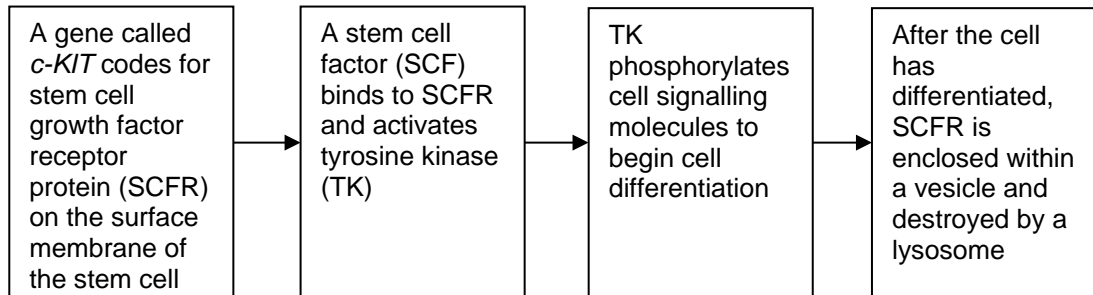 A gene called
c-KIT codes for
stem cell
growth factor
receptor
protein (SCFR)
on the surface
membrane of
the stem cell
A stem cell
factor (SCF)
binds to SCFR
and activates
tyrosine kinase
(TK)
TK
phosphorylates
cell signalling
molecules to
begin cell
differentiation
After the cell
has
differentiated,
SCFR is
enclosed within
a vesicle and
destroyed by a
lysosome